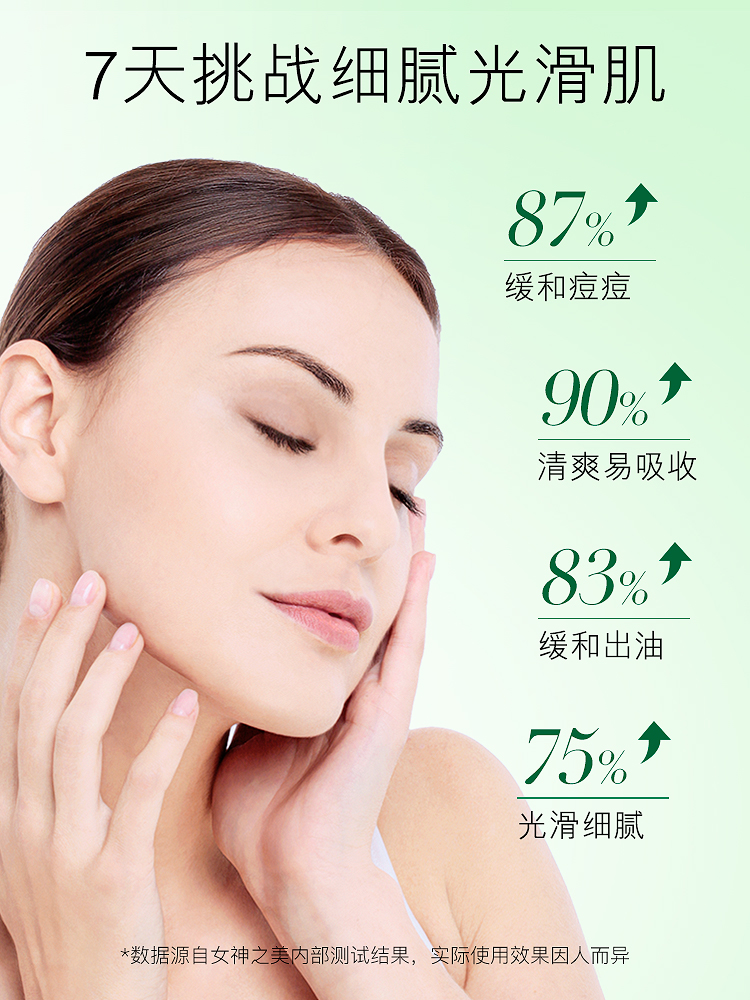 7天挑战细腻光滑肌
87%
缓和痘痘
90%
清爽易吸收
83%
缓和出油
75%
光滑细腻
*数据源自女神之美内部测试结果，实际使用效果因人而异